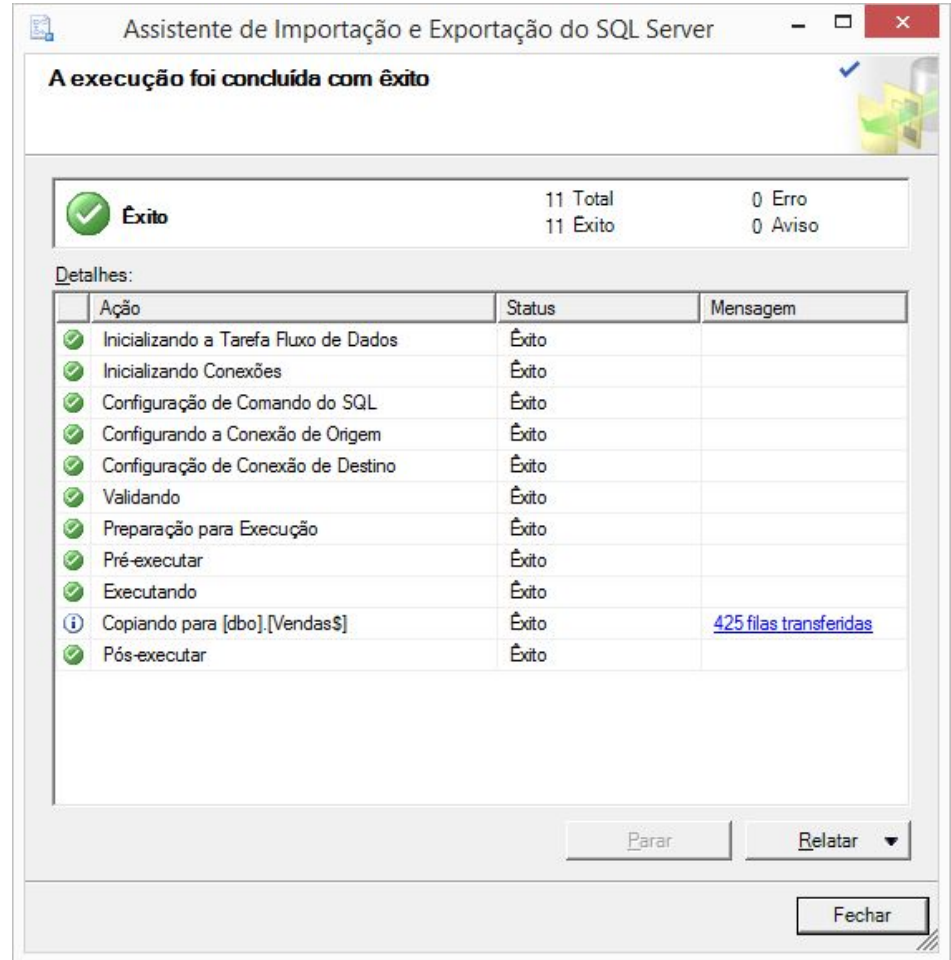 Assistente de Importação e Exportação do SQL Server
A execução foi concluída com êxito
Êxito
11 Total
0 Erro
11 Êxito
0 Aviso
Detalhes:
Ação Status Mensagem
Inicializando a Tarefa Fluxo de Dados Êxito
Inicializando Conexões Êxito
Configuração de Comando do SQL Êxito
Configurando a Conexão de Origem Êxito
Configuração de Conexão de Destino Êxito
Validando Êxito
Preparação para Execução Êxito
Pré-executar Êxito
Executando Êxito
Copiando para [dbo].[Vendas$] Êxito 425 filas transferidas
Pós-executar Êxito
Parar Relatar
Fechar